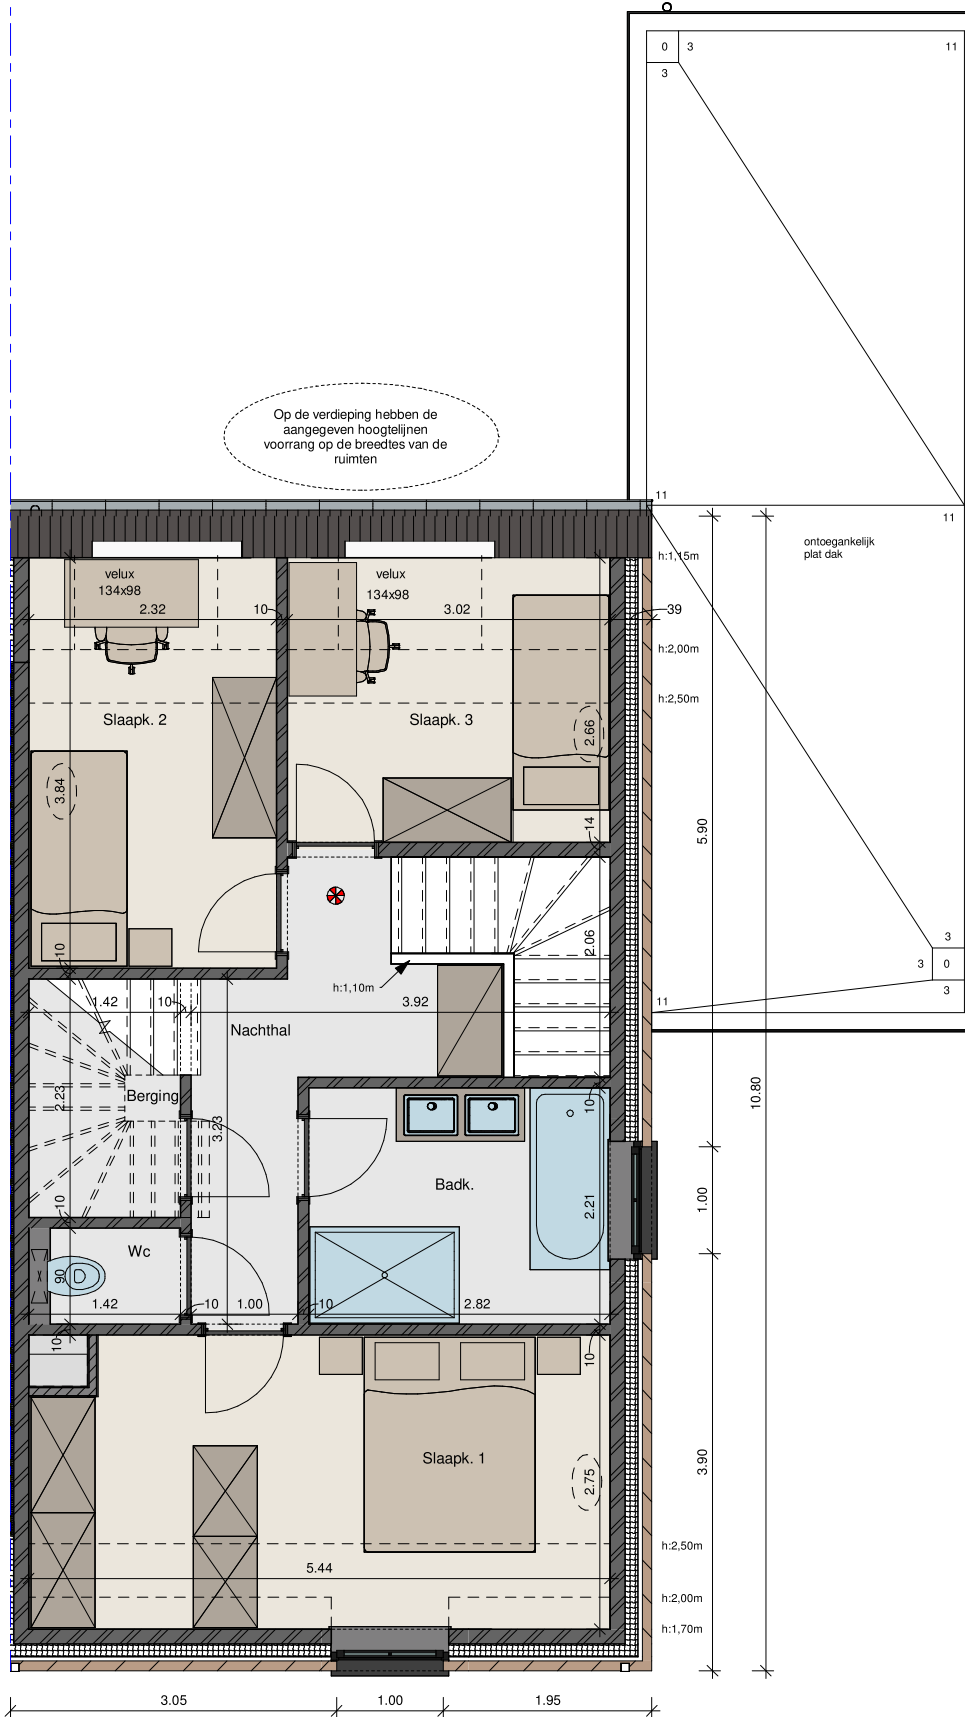 0
3
11
3
Op de verdieping hebben de
aangegeven hoogtelijnen
voorrang op de breedtes van de
ruimten
11
11
ontoegankelijk
plat dak
h:1,15m
velux
134x98
velux
134x98
2.32
10
3.02
39
h:2,00m
h:2,50m
Slaapk. 2
Slaapk. 3
2.66
3.84
14
5.90
2.06
10
3
3
0
3
h:1,10m
1.42
10
3.92
11
Nachthal
Berging
2.23
3.23
10
10.80
Badk.
2.21
1.00
10
Wc
90
1.42
10
1.00
10
2.82
10
10
Slaapk. 1
2.75
3.90
h:2,50m
5.44
h:2,00m
h:1,70m
3.05
1.00
1.95